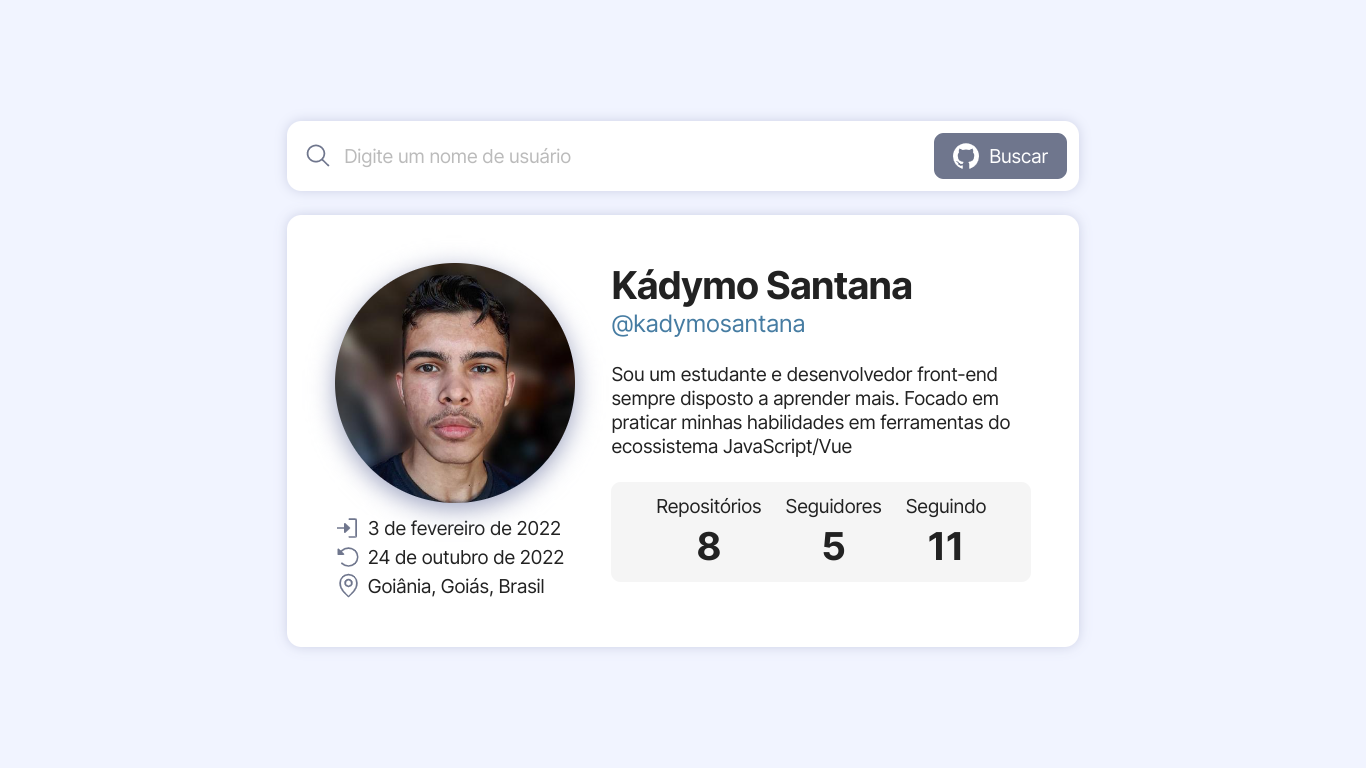 Digite um nome de usuário
Buscar
Kádymo Santana
@kadymosantana
Sou um estudante e desenvolvedor front-end
sempre disposto a aprender mais. Focado em
praticar minhas habilidades em ferramentas do
ecossistema JavaScript/Vue
Repositórios Seguidores Seguindo
8 5 11
3 de fevereiro de 2022
24 de outubro de 2022
Goiânia, Goiás, Brasil